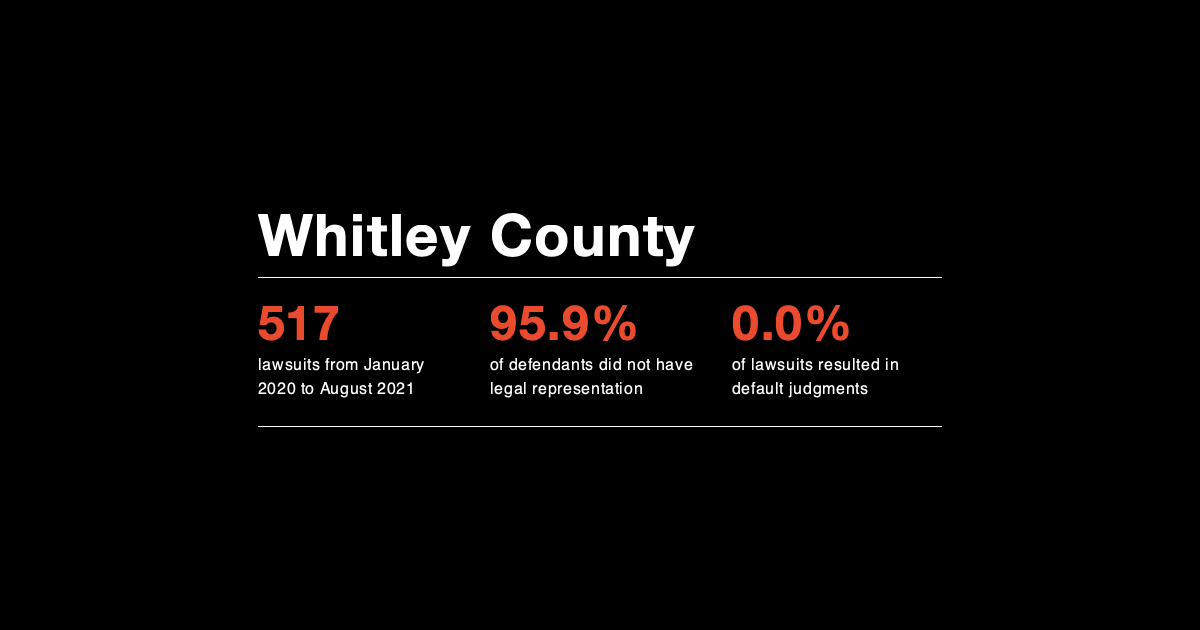 Whitley County
517
lawsuits from January
2020 to August 2021
95.9%
of defendants did not have
legal representation
0.0%
of lawsuits resulted in
default judgments